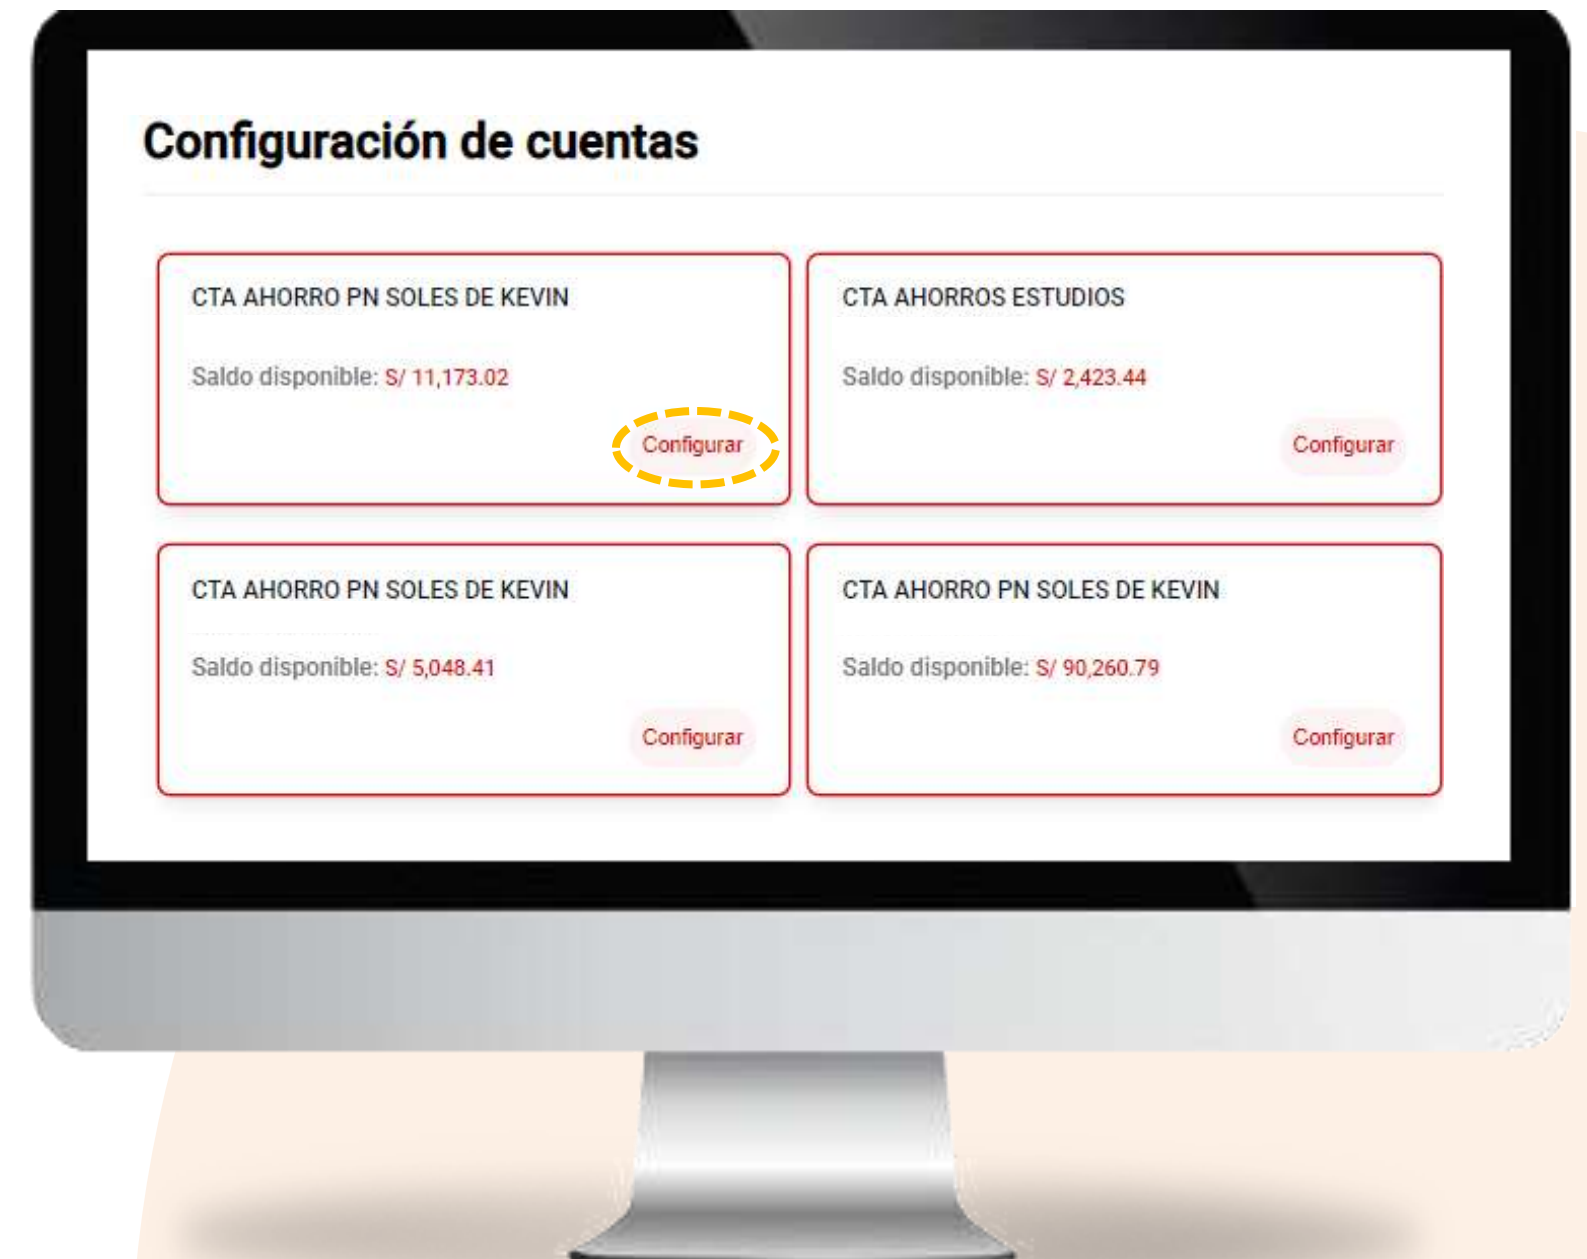 Configuración de cuentas
CTA AHORRO PN SOLES DE KEVIN
Saldo disponible: S/ 11,173.02
Configurar
CTA AHORROS ESTUDIOS
Saldo disponible: S/ 2,423.44
Configurar
CTA AHORRO PN SOLES DE KEVIN
Saldo disponible: S/ 5,048.41
Configurar
CTA AHORRO PN SOLES DE KEVIN
Saldo disponible: S/ 90,260.79
Configurar